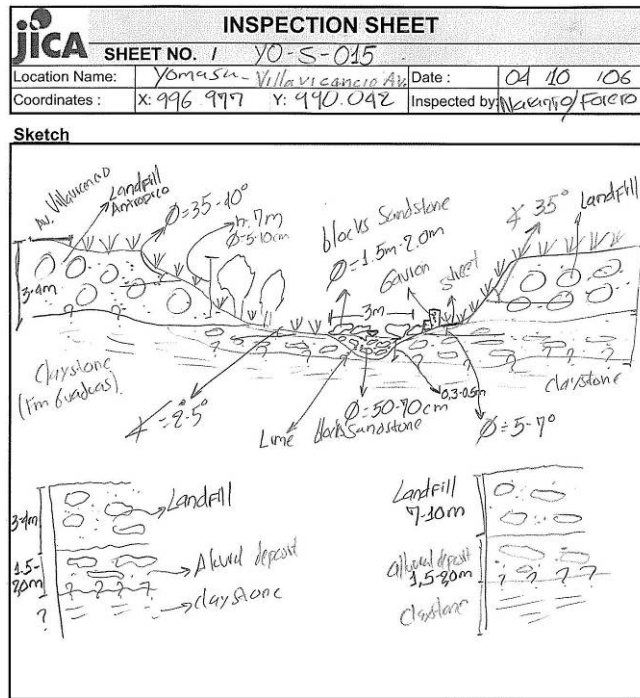 JICA
INSPECTION SHEET
SHEET NO. 1 YO-S-015
Location Name: Yomasa-Villavicencio Av. Date: 04 10 '06
Coordinates: X: 996.977 Y: 990.042 Inspected by: Naranjo/Forero
Sketch
Av. Villavicencio
Landfill
Antropico
Ø=35-40°
h:7m
Ø=5-10cm
blocks Sandstone
Ø=1.5m-2.0m
Gavion
street
∡ 35°
Landfill
3-4m
3m
Claystone
(Fm Guaduas).
∡=2-5°
Lime
Ø=50-70cm
blocks Sandstone
0,3-0.5m
Ø=5-7°
Claystone
3-4m
Landfill
1.5-
2.0m
Aluvial deposit
?
claystone
Landfill
7-10m
alluvial deposit
1,5-2.0m
Claystone